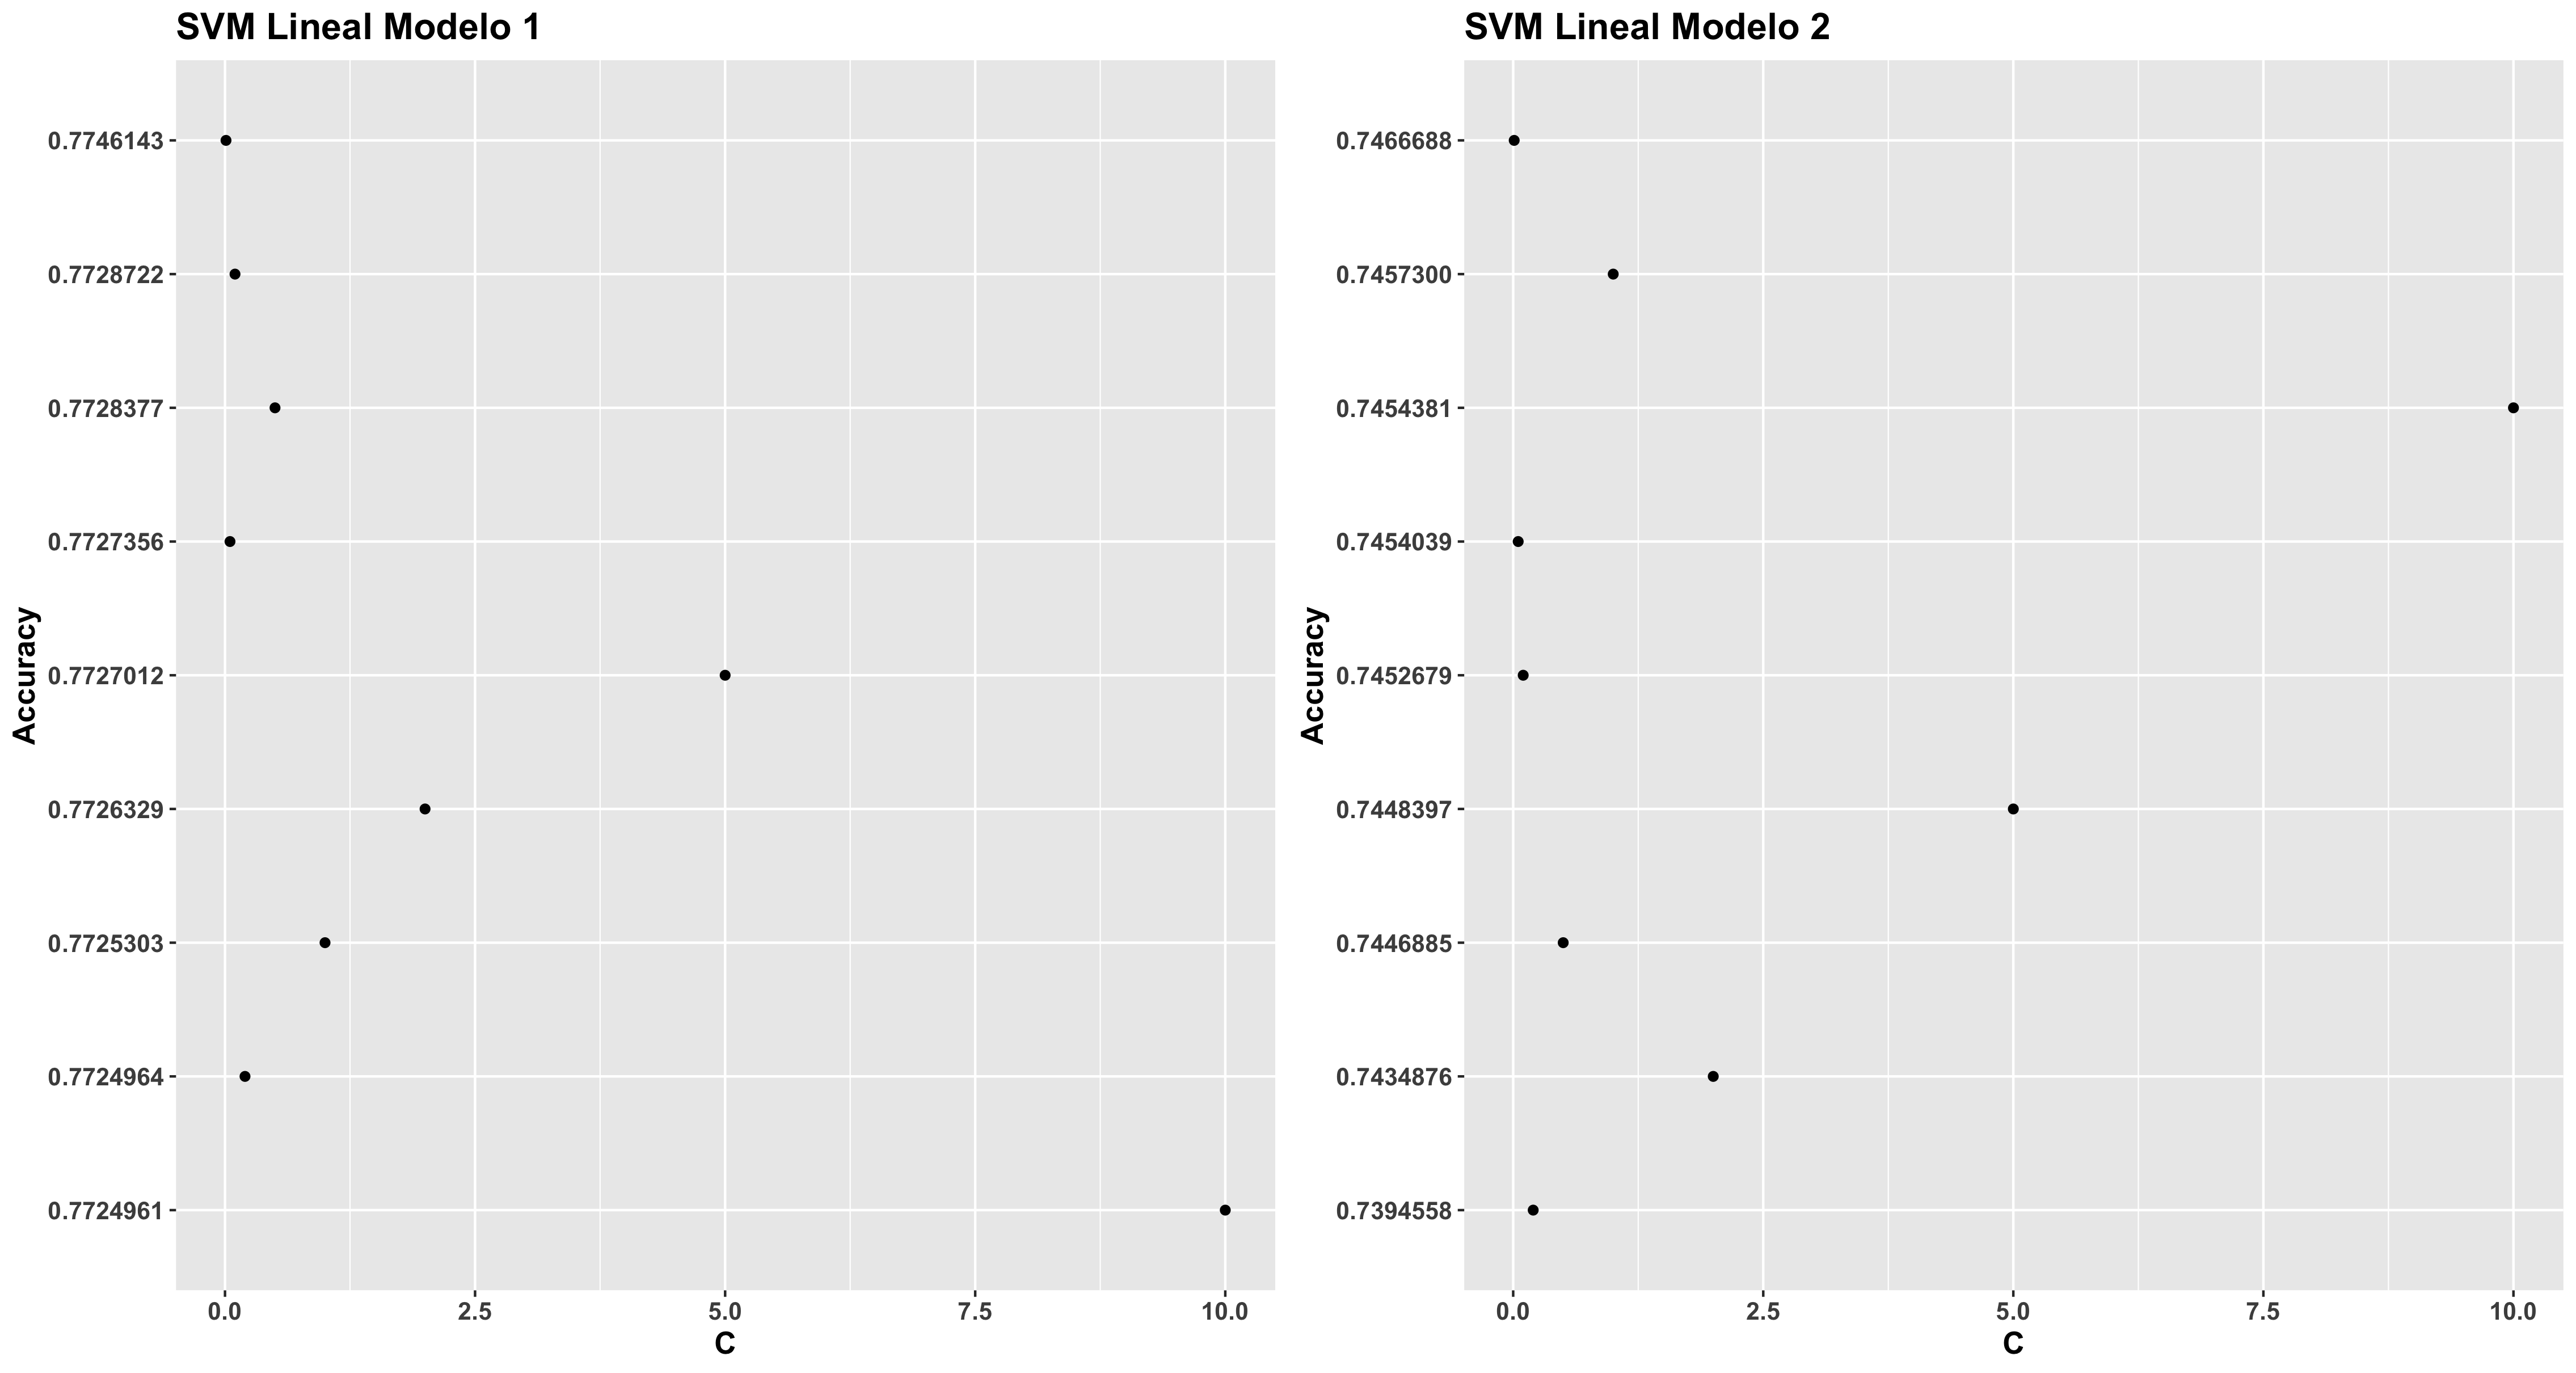 SVM Lineal Modelo 1
Accuracy
0.7746143
0.7728722
0.7728377
0.7727356
0.7727012
0.7726329
0.7725303
0.7724964
0.7724961
0.0 2.5 5.0 7.5 10.0
C
SVM Lineal Modelo 2
Accuracy
0.7466688
0.7457300
0.7454381
0.7454039
0.7452679
0.7448397
0.7446885
0.7434876
0.7394558
0.0 2.5 5.0 7.5 10.0
C